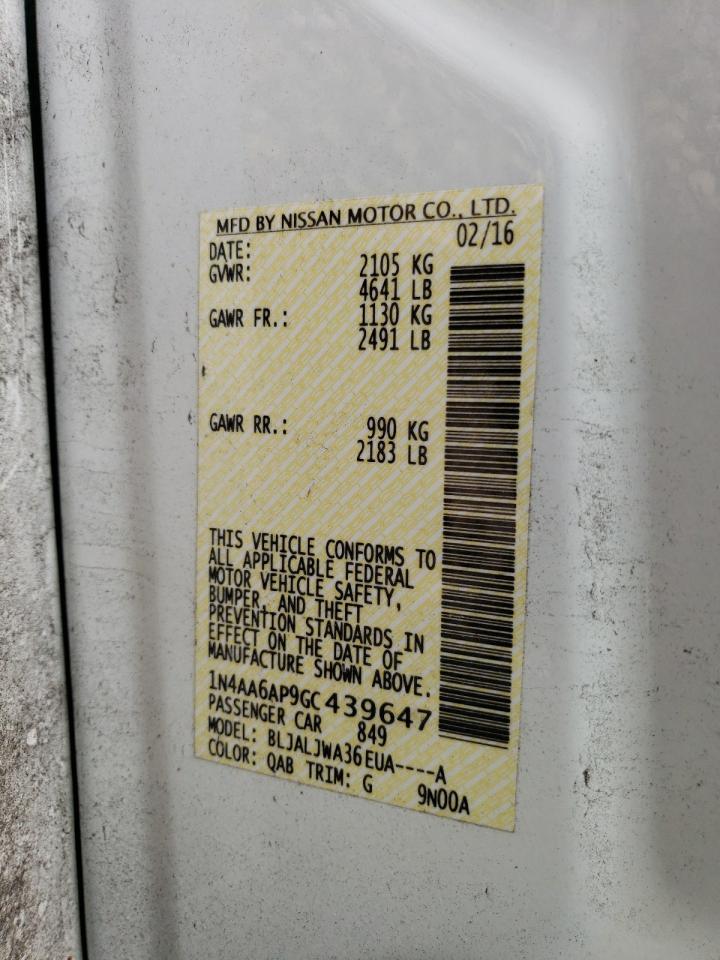 MFD BY NISSAN MOTOR CO., LTD.
DATE: 02/16
GVWR: 2105 KG
4641 LB
GAWR FR.: 1130 KG
2491 LB
GAWR RR.: 990 KG
2183 LB
THIS VEHICLE CONFORMS TO
ALL APPLICABLE FEDERAL
MOTOR VEHICLE SAFETY,
BUMPER, AND THEFT
PREVENTION STANDARDS IN
EFFECT ON THE DATE OF
MANUFACTURE SHOWN ABOVE.
1N4AA6AP9GC439647
PASSENGER CAR 849
MODEL: BLJALJWA36EUA----A
COLOR: QAB TRIM: G 9N00A